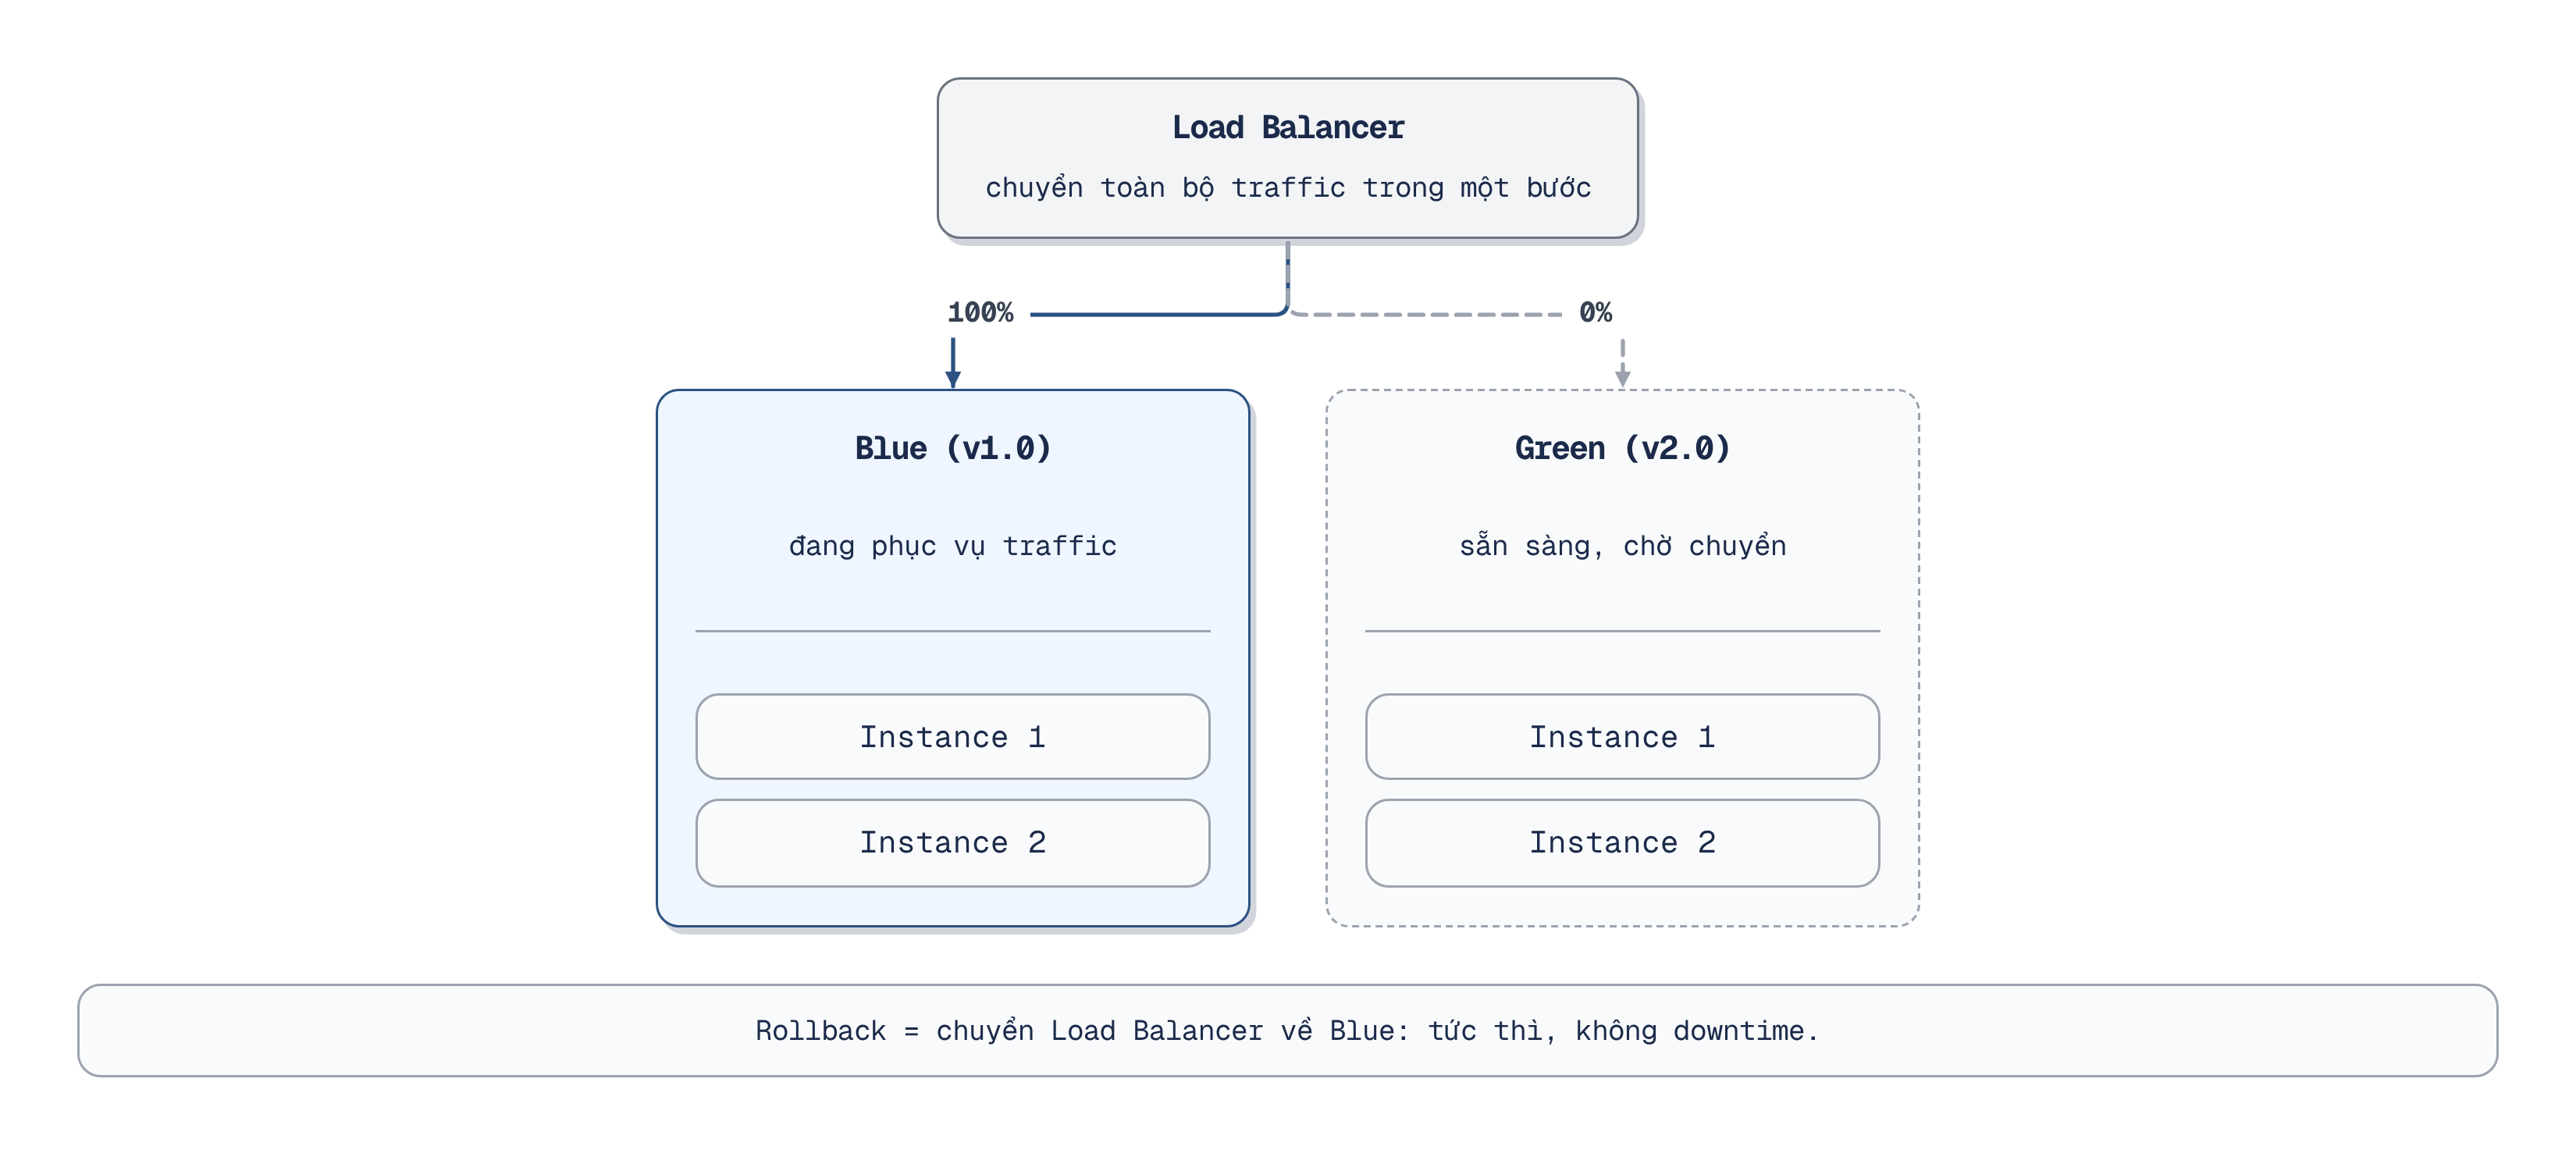 Load Balancer
chuyển toàn bộ traffic trong một bước
100%
0%
Blue (v1.0)
đang phục vụ traffic
Instance 1
Instance 2
Green (v2.0)
sẵn sàng, chờ chuyển
Instance 1
Instance 2
Rollback = chuyển Load Balancer về Blue: tức thì, không downtime.